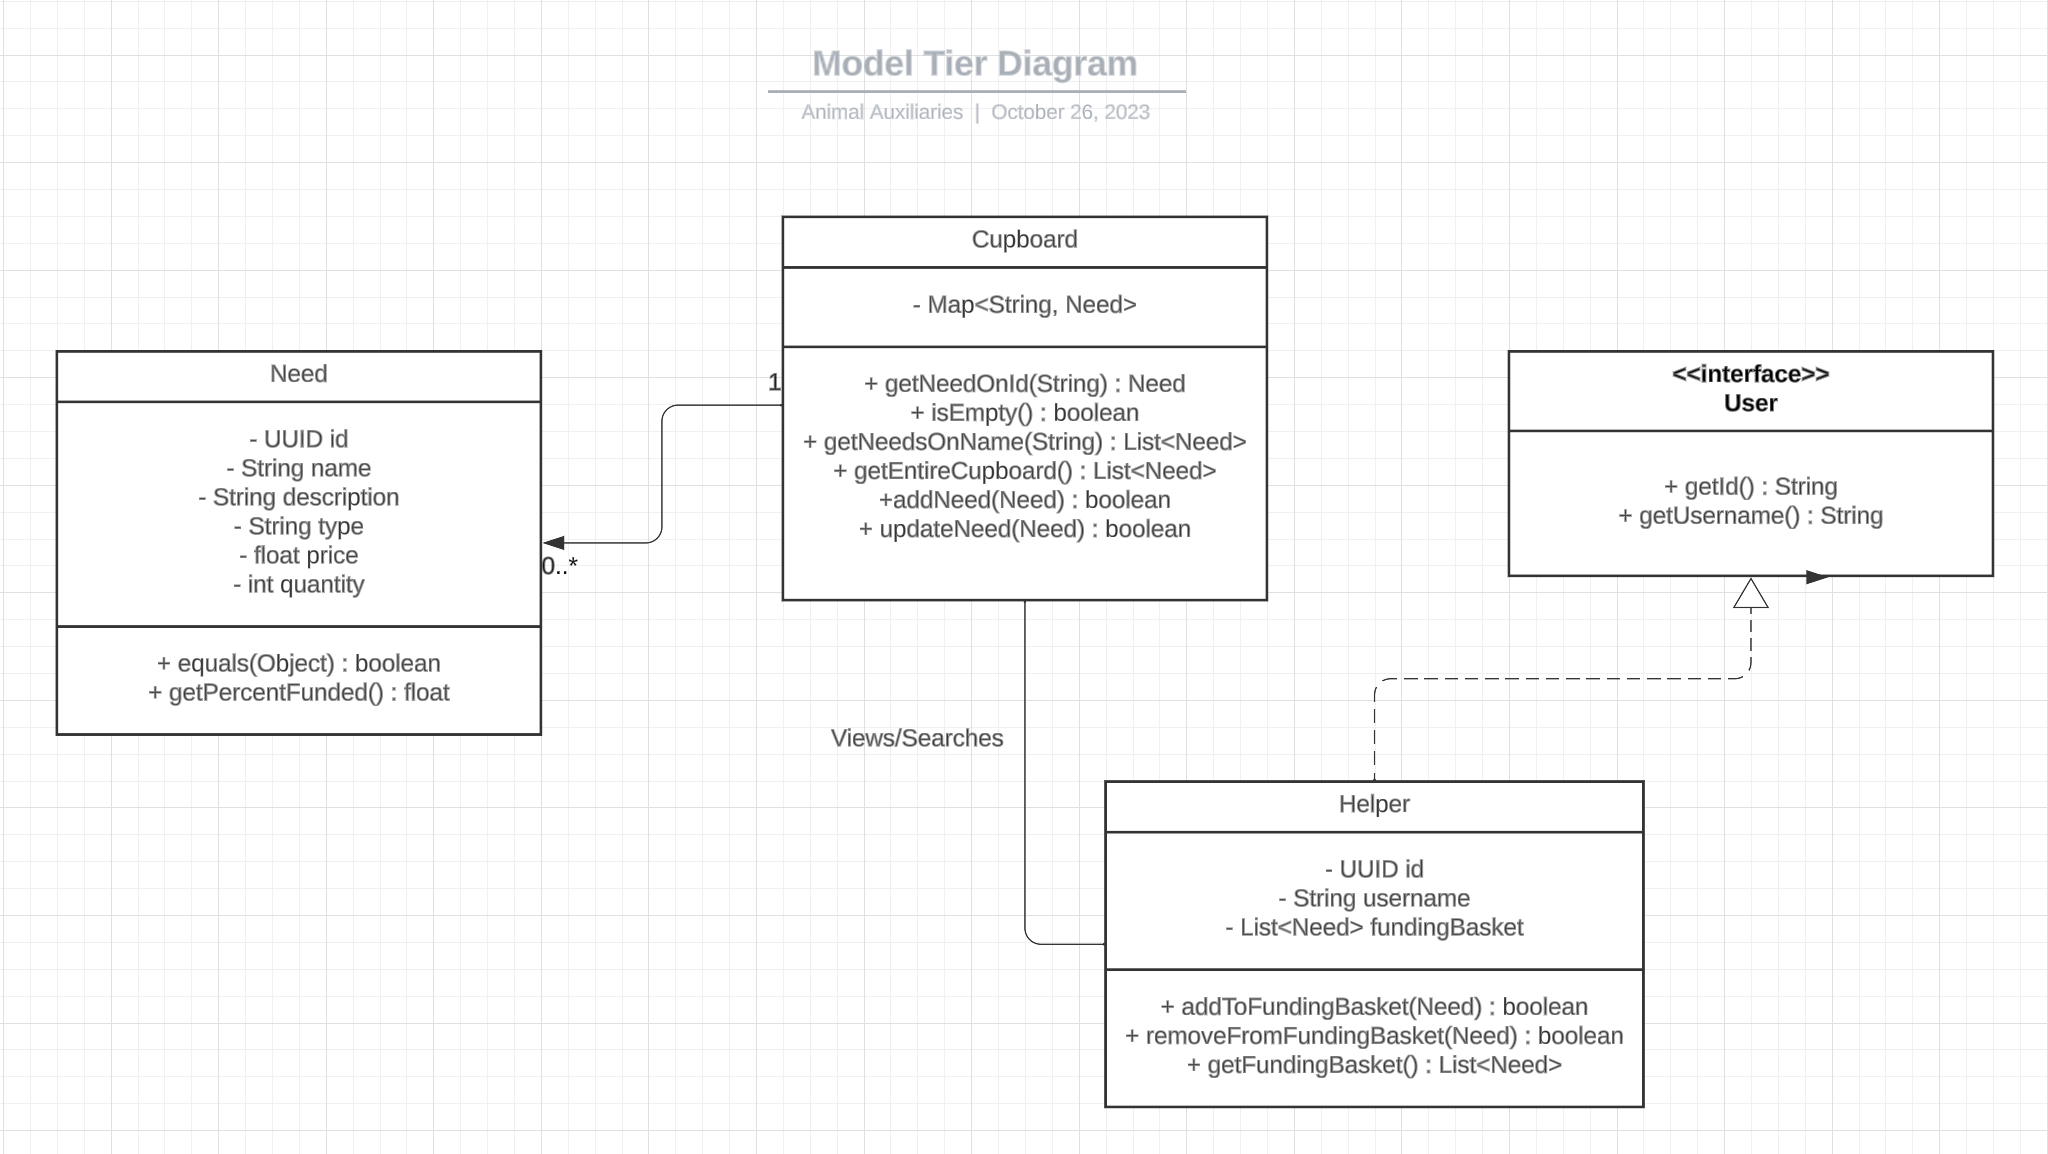 Model Tier Diagram
Animal Auxiliaries | October 26, 2023
Need
- UUID id
- String name
- String description
- String type
- float price
- int quantity
+ equals(Object) : boolean
+ getPercentFunded() : float
Cupboard
- Map<String, Need>
+ getNeedOnId(String) : Need
+ isEmpty() : boolean
+ getNeedsOnName(String) : List<Need>
+ getEntireCupboard() : List<Need>
+addNeed(Need) : boolean
+ updateNeed(Need) : boolean
1
0..*
<<interface>>
User
+ getId() : String
+ getUsername() : String
Views/Searches
Helper
- UUID id
- String username
- List<Need> fundingBasket
+ addToFundingBasket(Need) : boolean
+ removeFromFundingBasket(Need) : boolean
+ getFundingBasket() : List<Need>